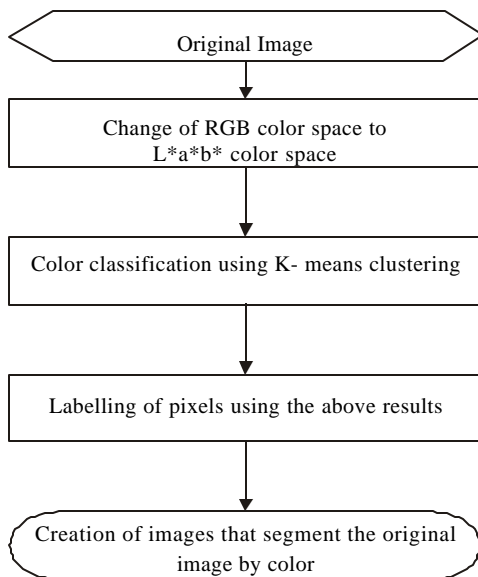 Original Image
Change of RGB color space to
L*a*b* color space
Color classification using K- means clustering
Labelling of pixels using the above results
Creation of images that segment the original
image by color